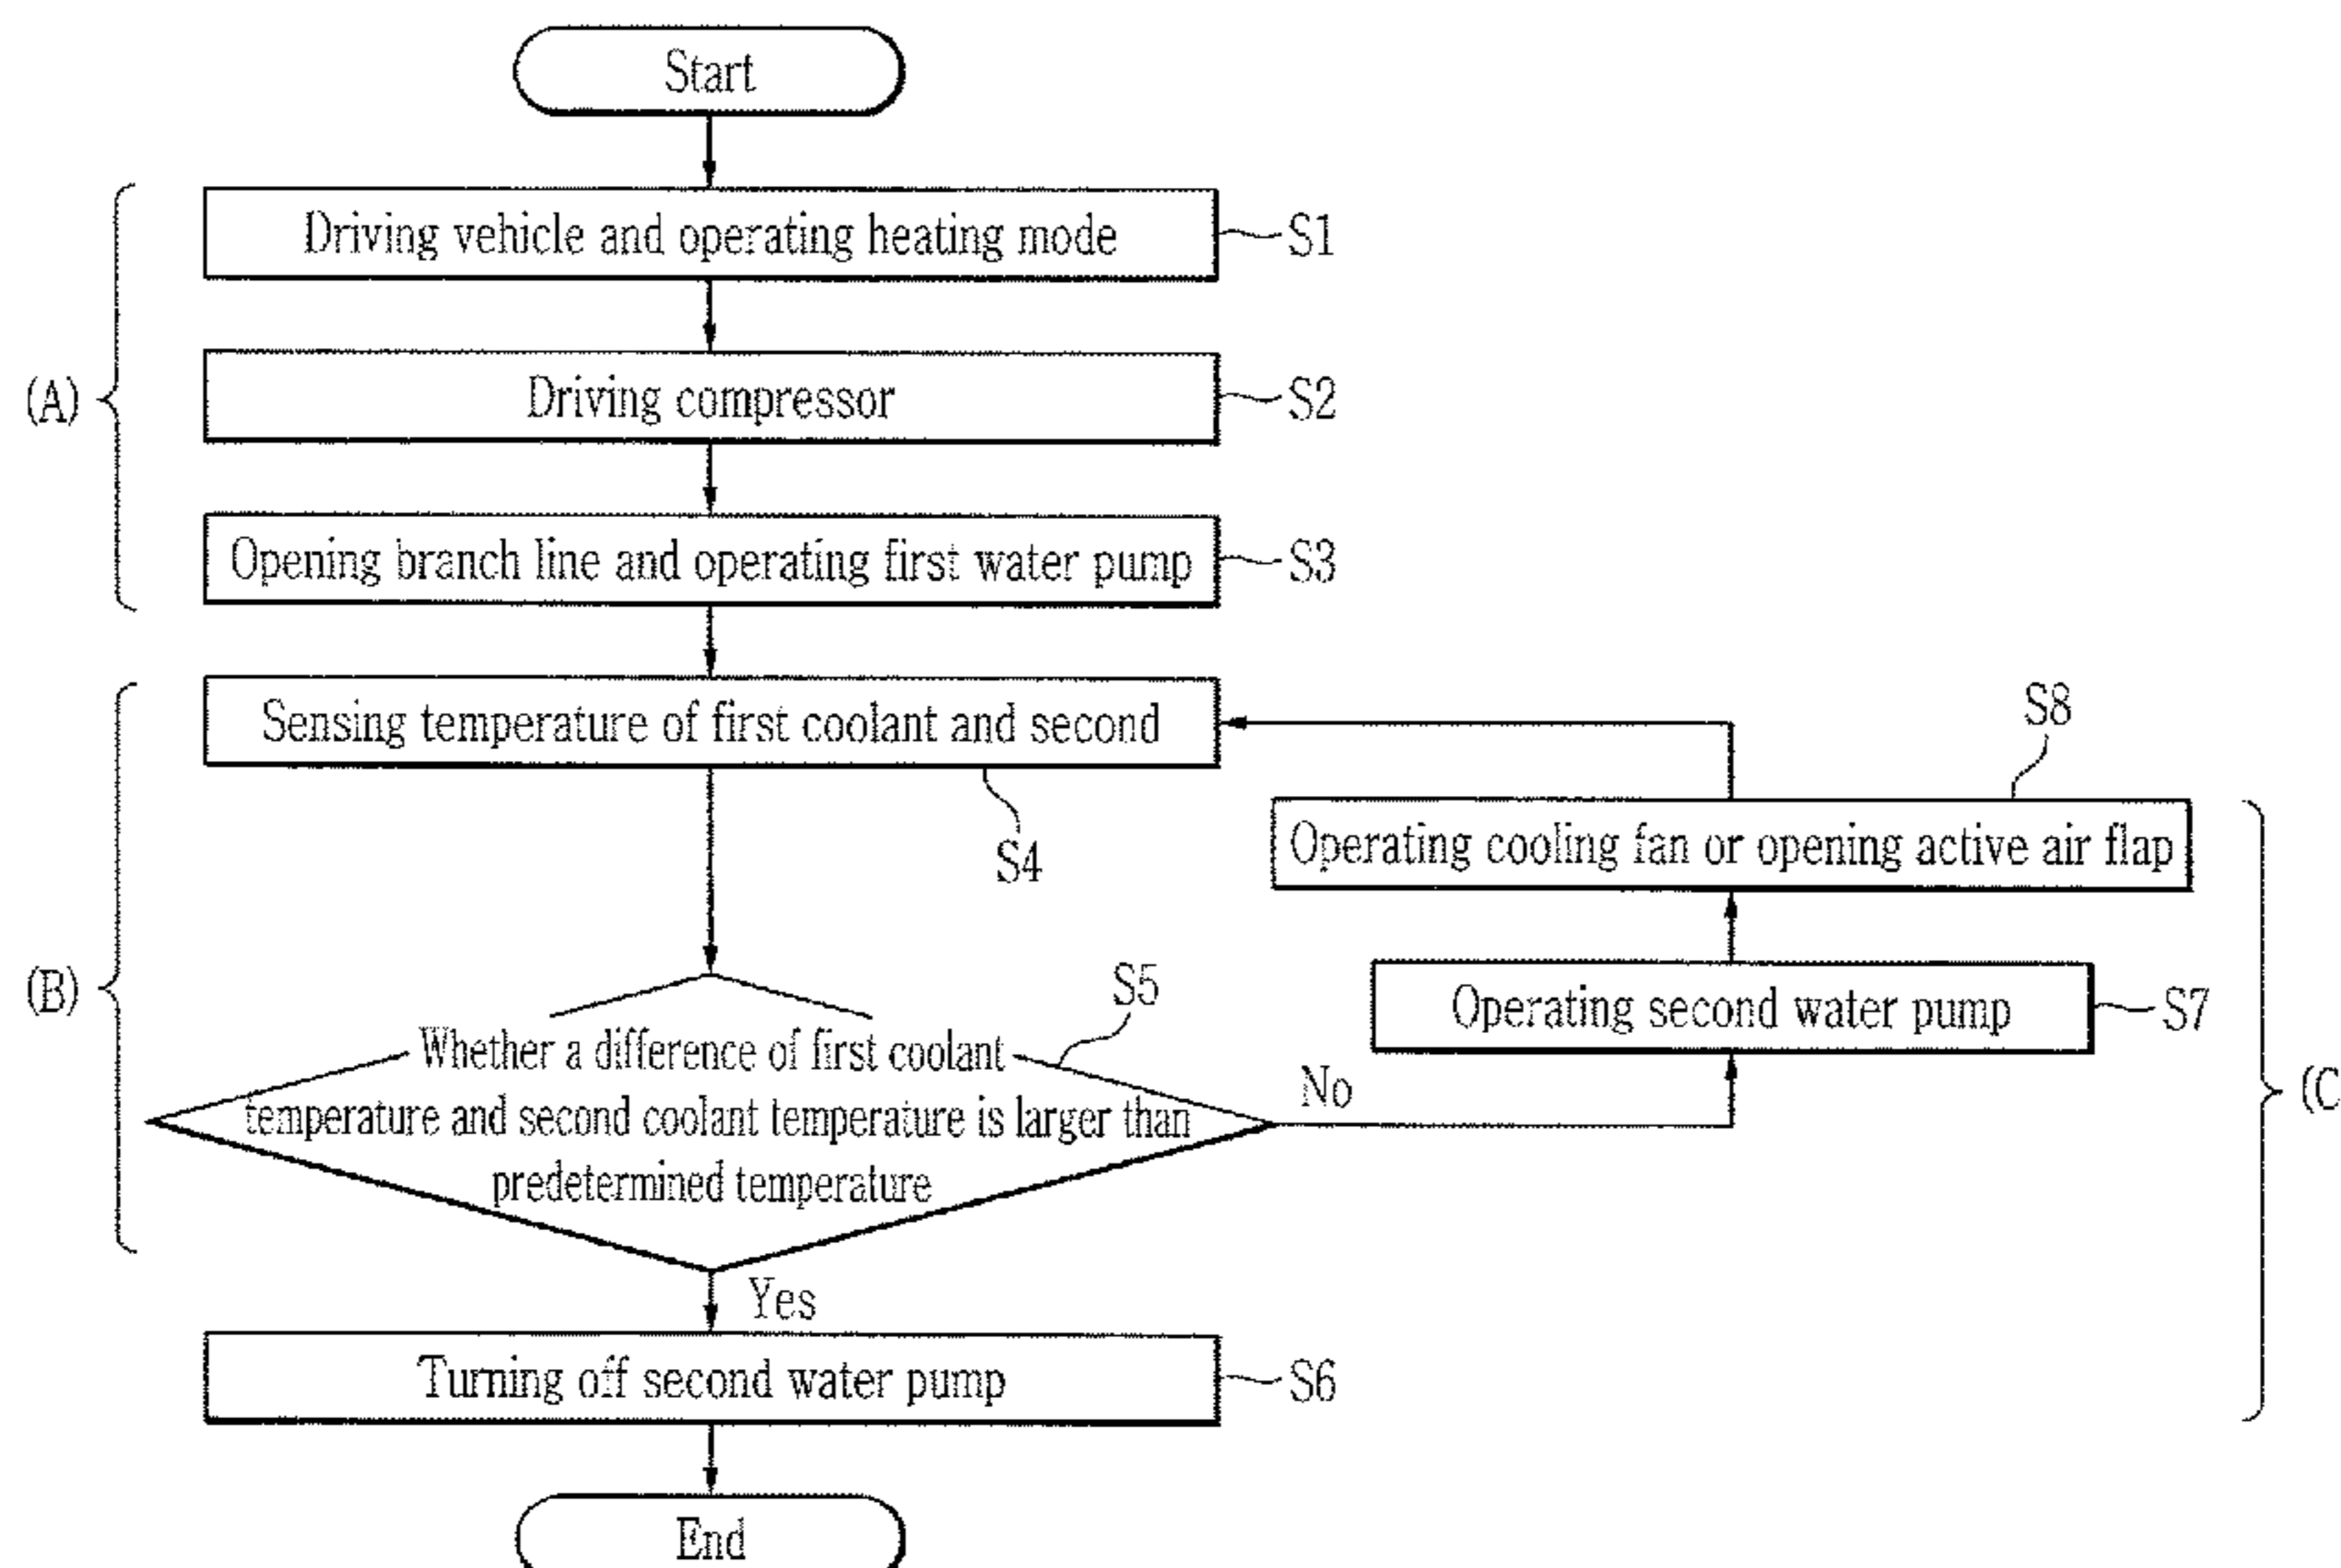 Start
Driving vehicle and operating heating mode
S1
(A)
Driving compressor
S2
Opening branch line and operating first water pump
S3
Sensing temperature of first coolant and second
S4
S8
Operating cooling fan or opening active air flap
(B)
S5
Operating second water pump
S7
Whether a difference of first coolant
temperature and second coolant temperature is larger than
predetermined temperature
No
(C
Yes
Turning off second water pump
S6
End